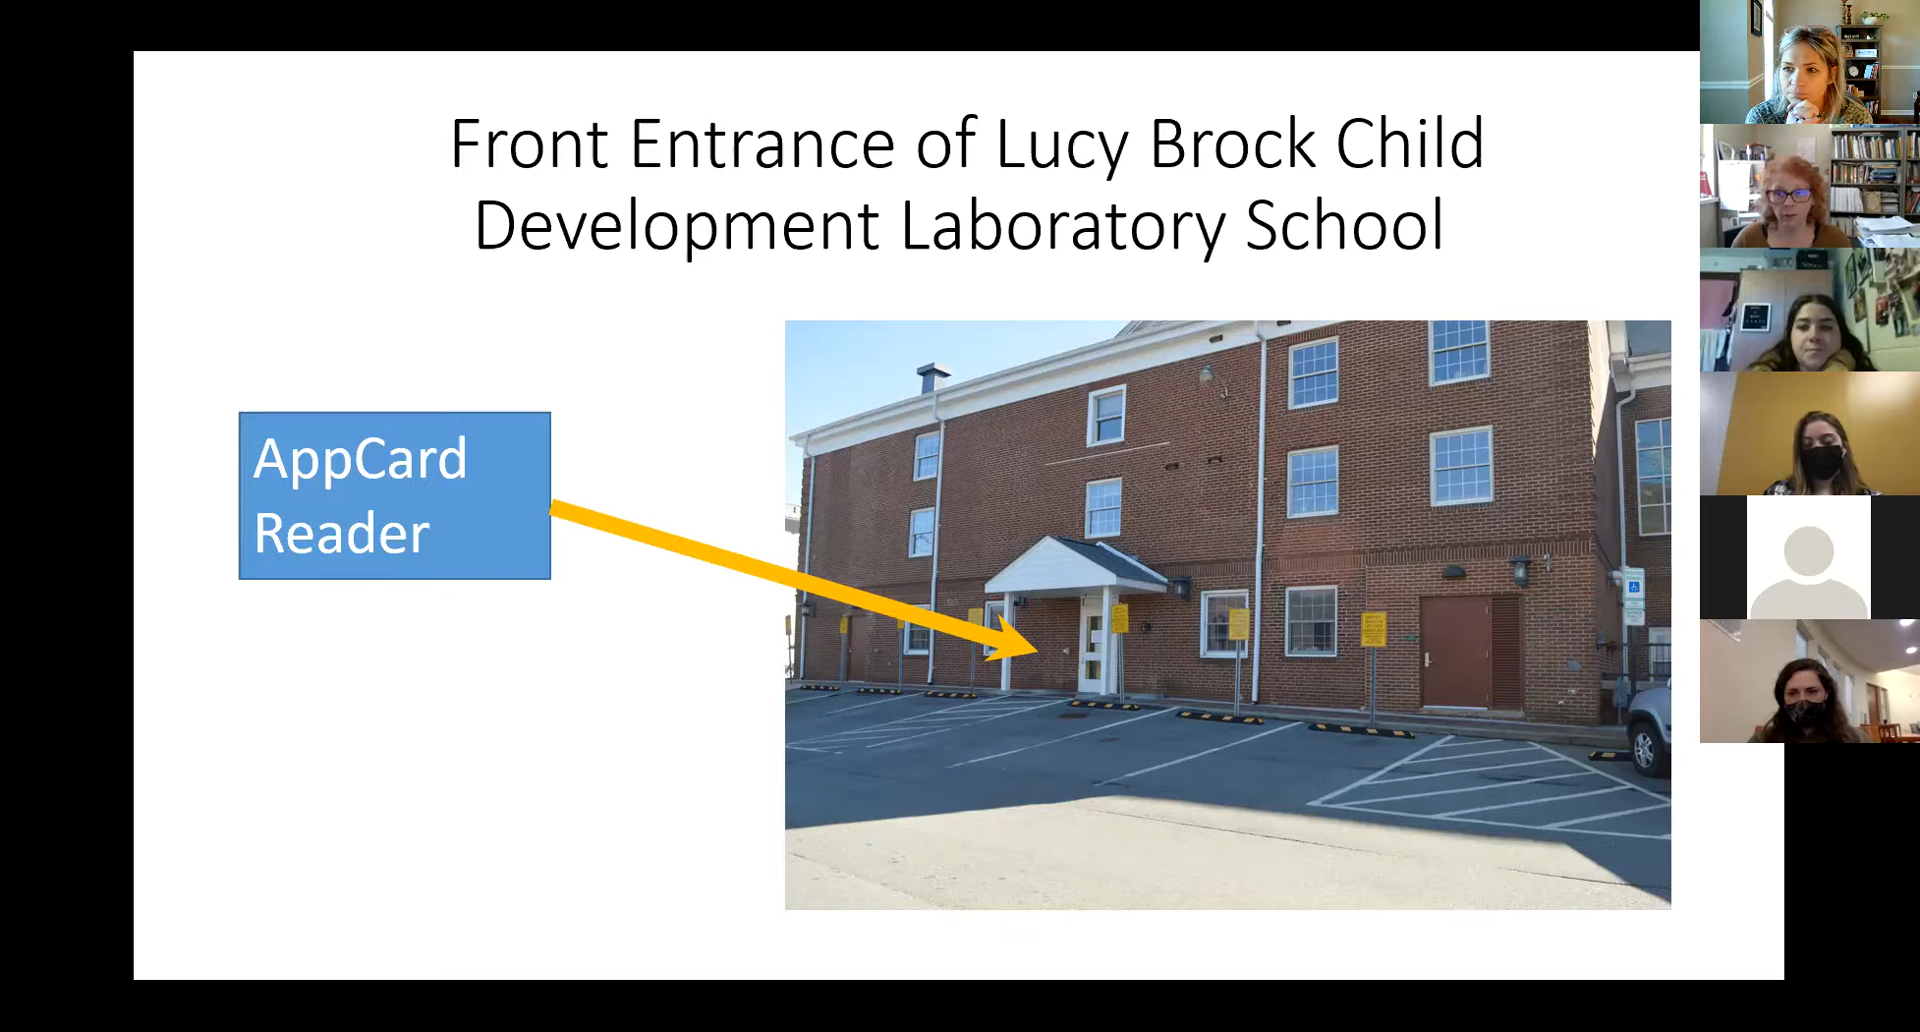 Front Entrance of Lucy Brock Child
Development Laboratory School
AppCard
Reader